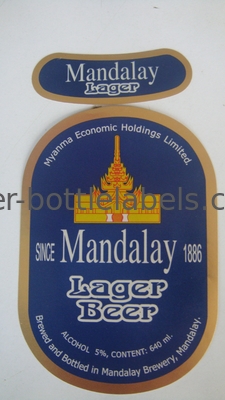 Mandalay
Lager
Myanma Economic Holdings Limited.
SINCE Mandalay 1886
Lager
Beer
ALCOHOL 5%, CONTENT: 640 ml.
Brewed and Bottled in Mandalay Brewery, Mandalay.
er-bottlelabels.c